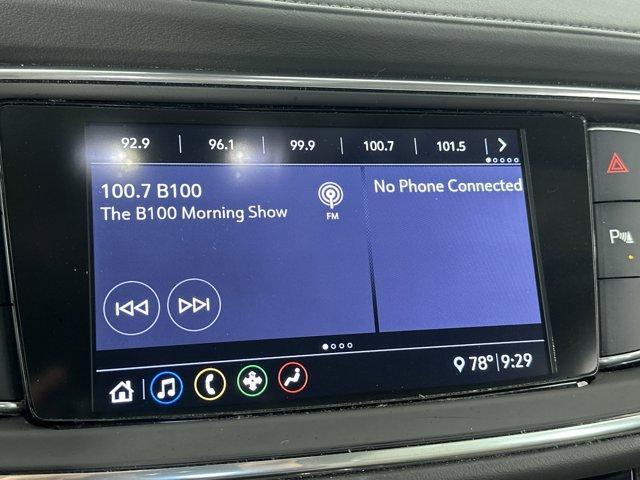 92.9 96.1 99.9 100.7 101.5
100.7 B100
The B100 Morning Show
FM
No Phone Connected
78° 9:29
P